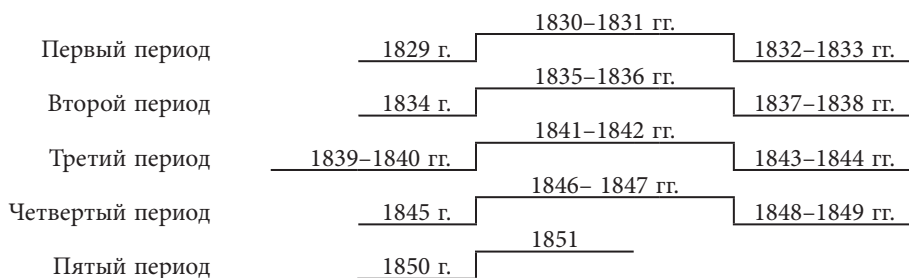 1830–1831 гг.
Первый период 1829 г. 1832–1833 гг.
1835–1836 гг.
Второй период 1834 г. 1837–1838 гг.
1841–1842 гг.
Третий период 1839–1840 гг. 1843–1844 гг.
1846– 1847 гг.
Четвертый период 1845 г. 1848–1849 гг.
1851
Пятый период 1850 г.